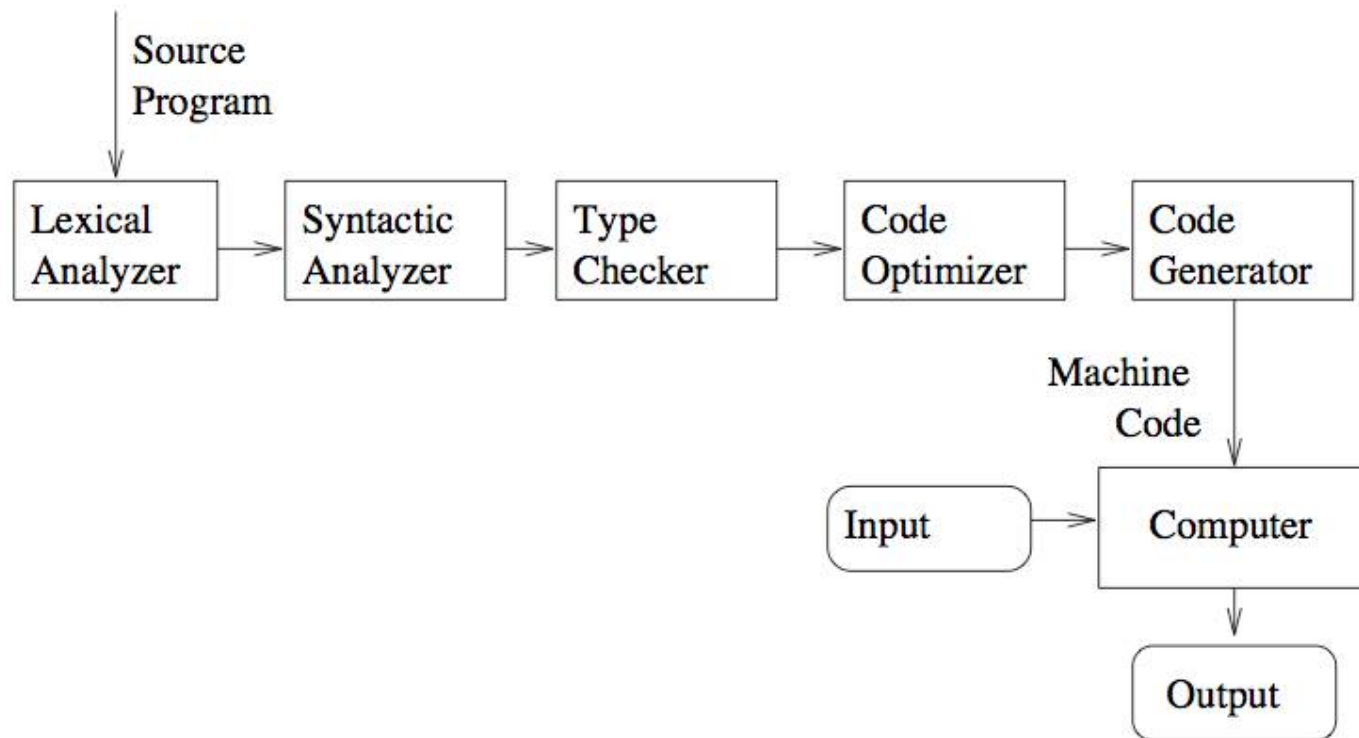 Source
Program
Lexical
Analyzer
Syntactic
Analyzer
Type
Checker
Code
Optimizer
Code
Generator
Machine
Code
Input
Computer
Output